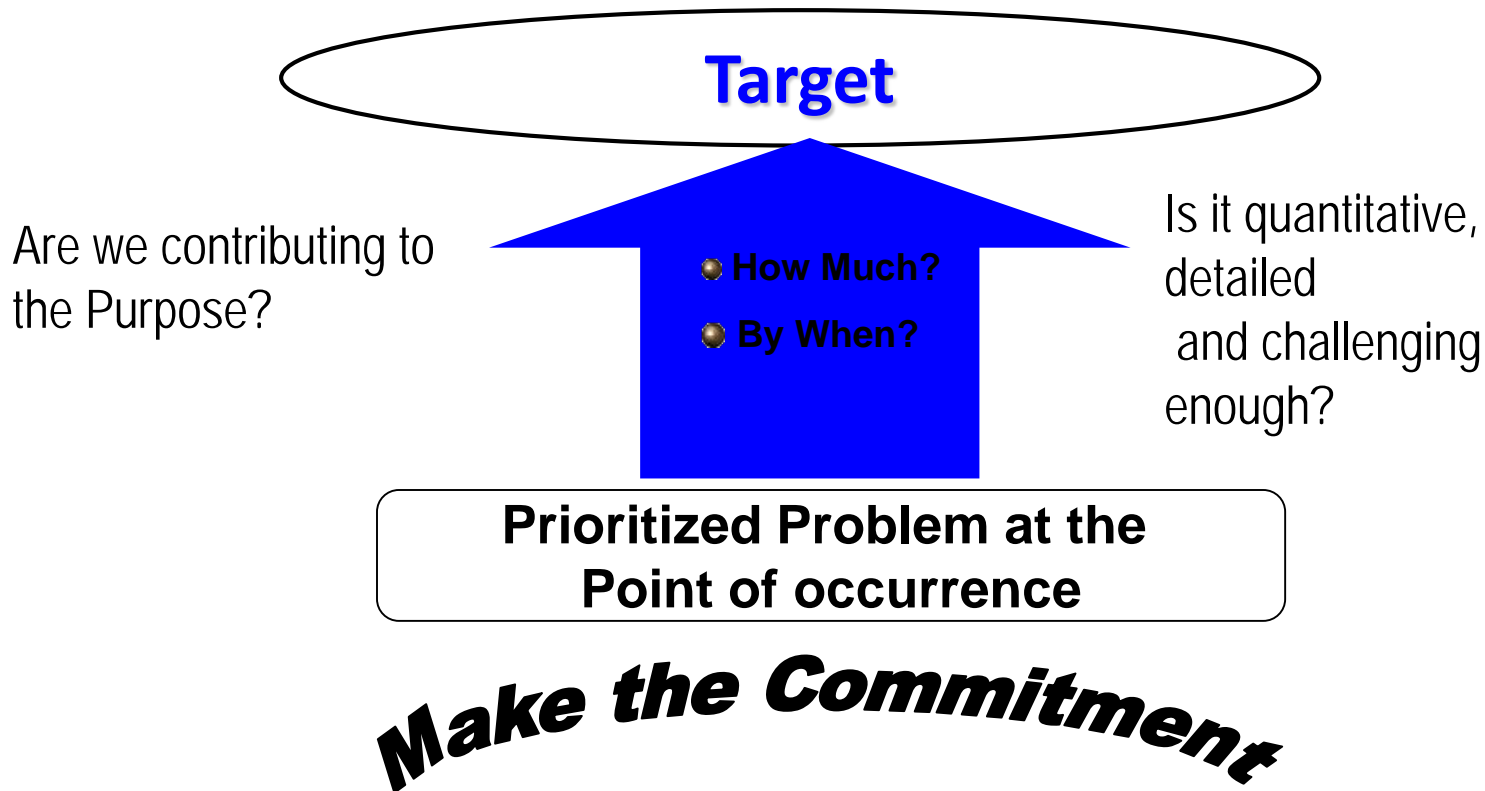 Target
Are we contributing to
the Purpose?
How Much?
By When?
Is it quantitative,
detailed
and challenging
enough?
Prioritized Problem at the
Point of occurrence
Make the Commitment